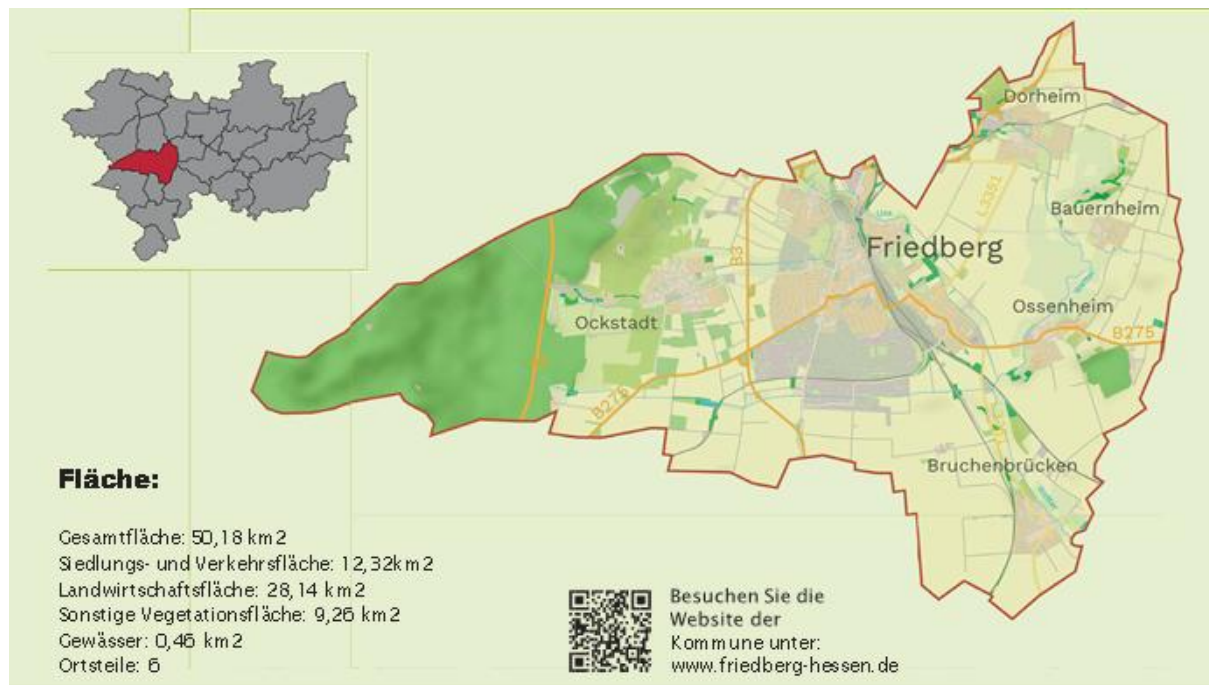 Dorheim
L3351
Bauernheim
Usa
Friedberg
B3
Ossenheim
B275
Ockstadt
B275
Bruchenbrücken
Fläche:
Gesamtfläche: 50,18 km2
Siedlungs- und Verkehrsfläche: 12,32km2
Landwirtschaftsfläche: 28,14 km2
Sonstige Vegetationsfläche: 9,26 km2
Gewässer: 0,46 km2
Ortsteile: 6
Besuchen Sie die
Website der
Kommune unter:
www.friedberg-hessen.de